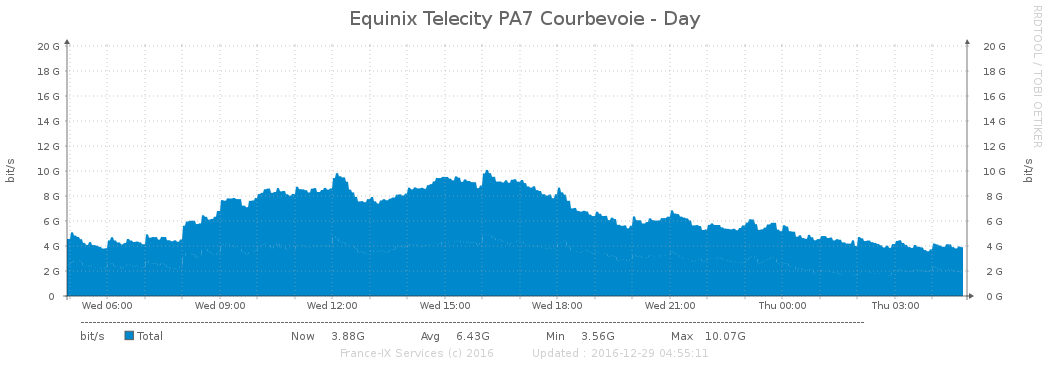 Equinix Telecity PA7 Courbevoie - Day
RRDTOOL / TOBI OETIKER
20 G 20 G
18 G 18 G
16 G 16 G
14 G 14 G
12 G 12 G
10 G 10 G
8 G 8 G
6 G 6 G
4 G 4 G
2 G 2 G
0 0 G
bit/s bit/s
Wed 06:00 Wed 09:00 Wed 12:00 Wed 15:00 Wed 18:00 Wed 21:00 Thu 00:00 Thu 03:00
bit/s Total Now 3.88G Avg 6.43G Min 3.56G Max 10.07G
France-IX Services (c) 2016 Updated : 2016-12-29 04:55:11